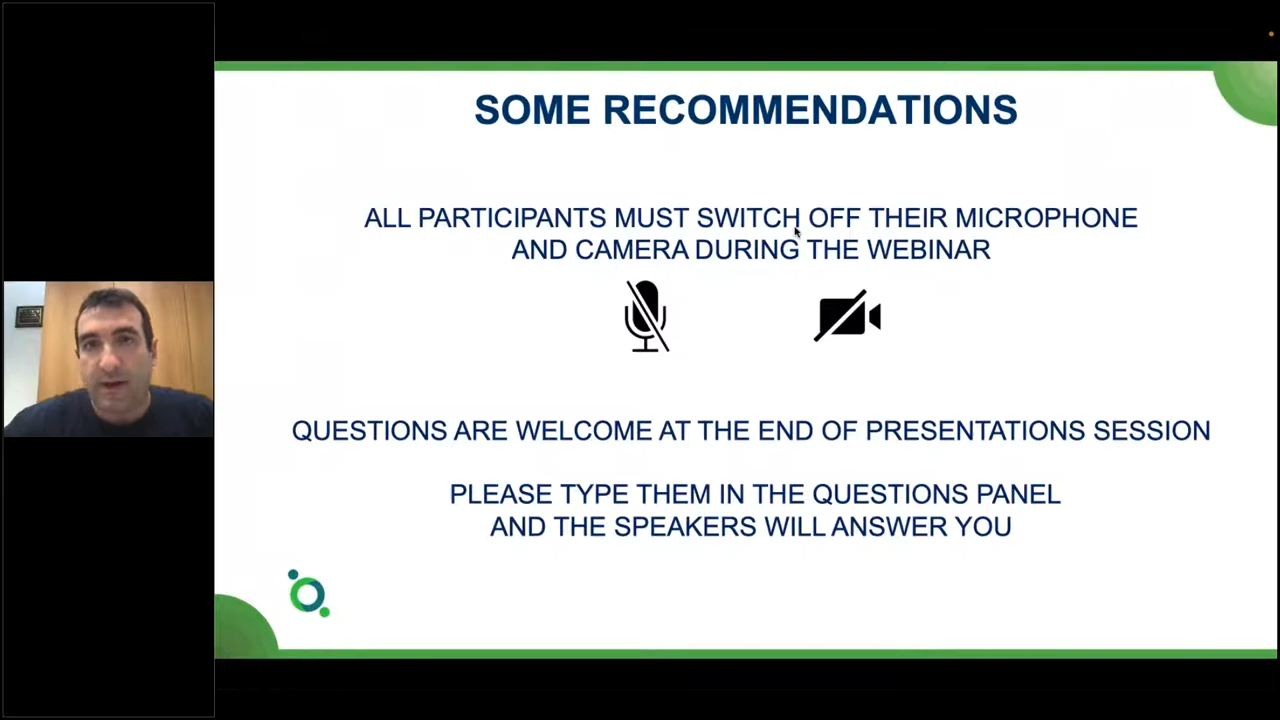 SOME RECOMMENDATIONS
ALL PARTICIPANTS MUST SWITCH OFF THEIR MICROPHONE
AND CAMERA DURING THE WEBINAR
QUESTIONS ARE WELCOME AT THE END OF PRESENTATIONS SESSION
PLEASE TYPE THEM IN THE QUESTIONS PANEL
AND THE SPEAKERS WILL ANSWER YOU